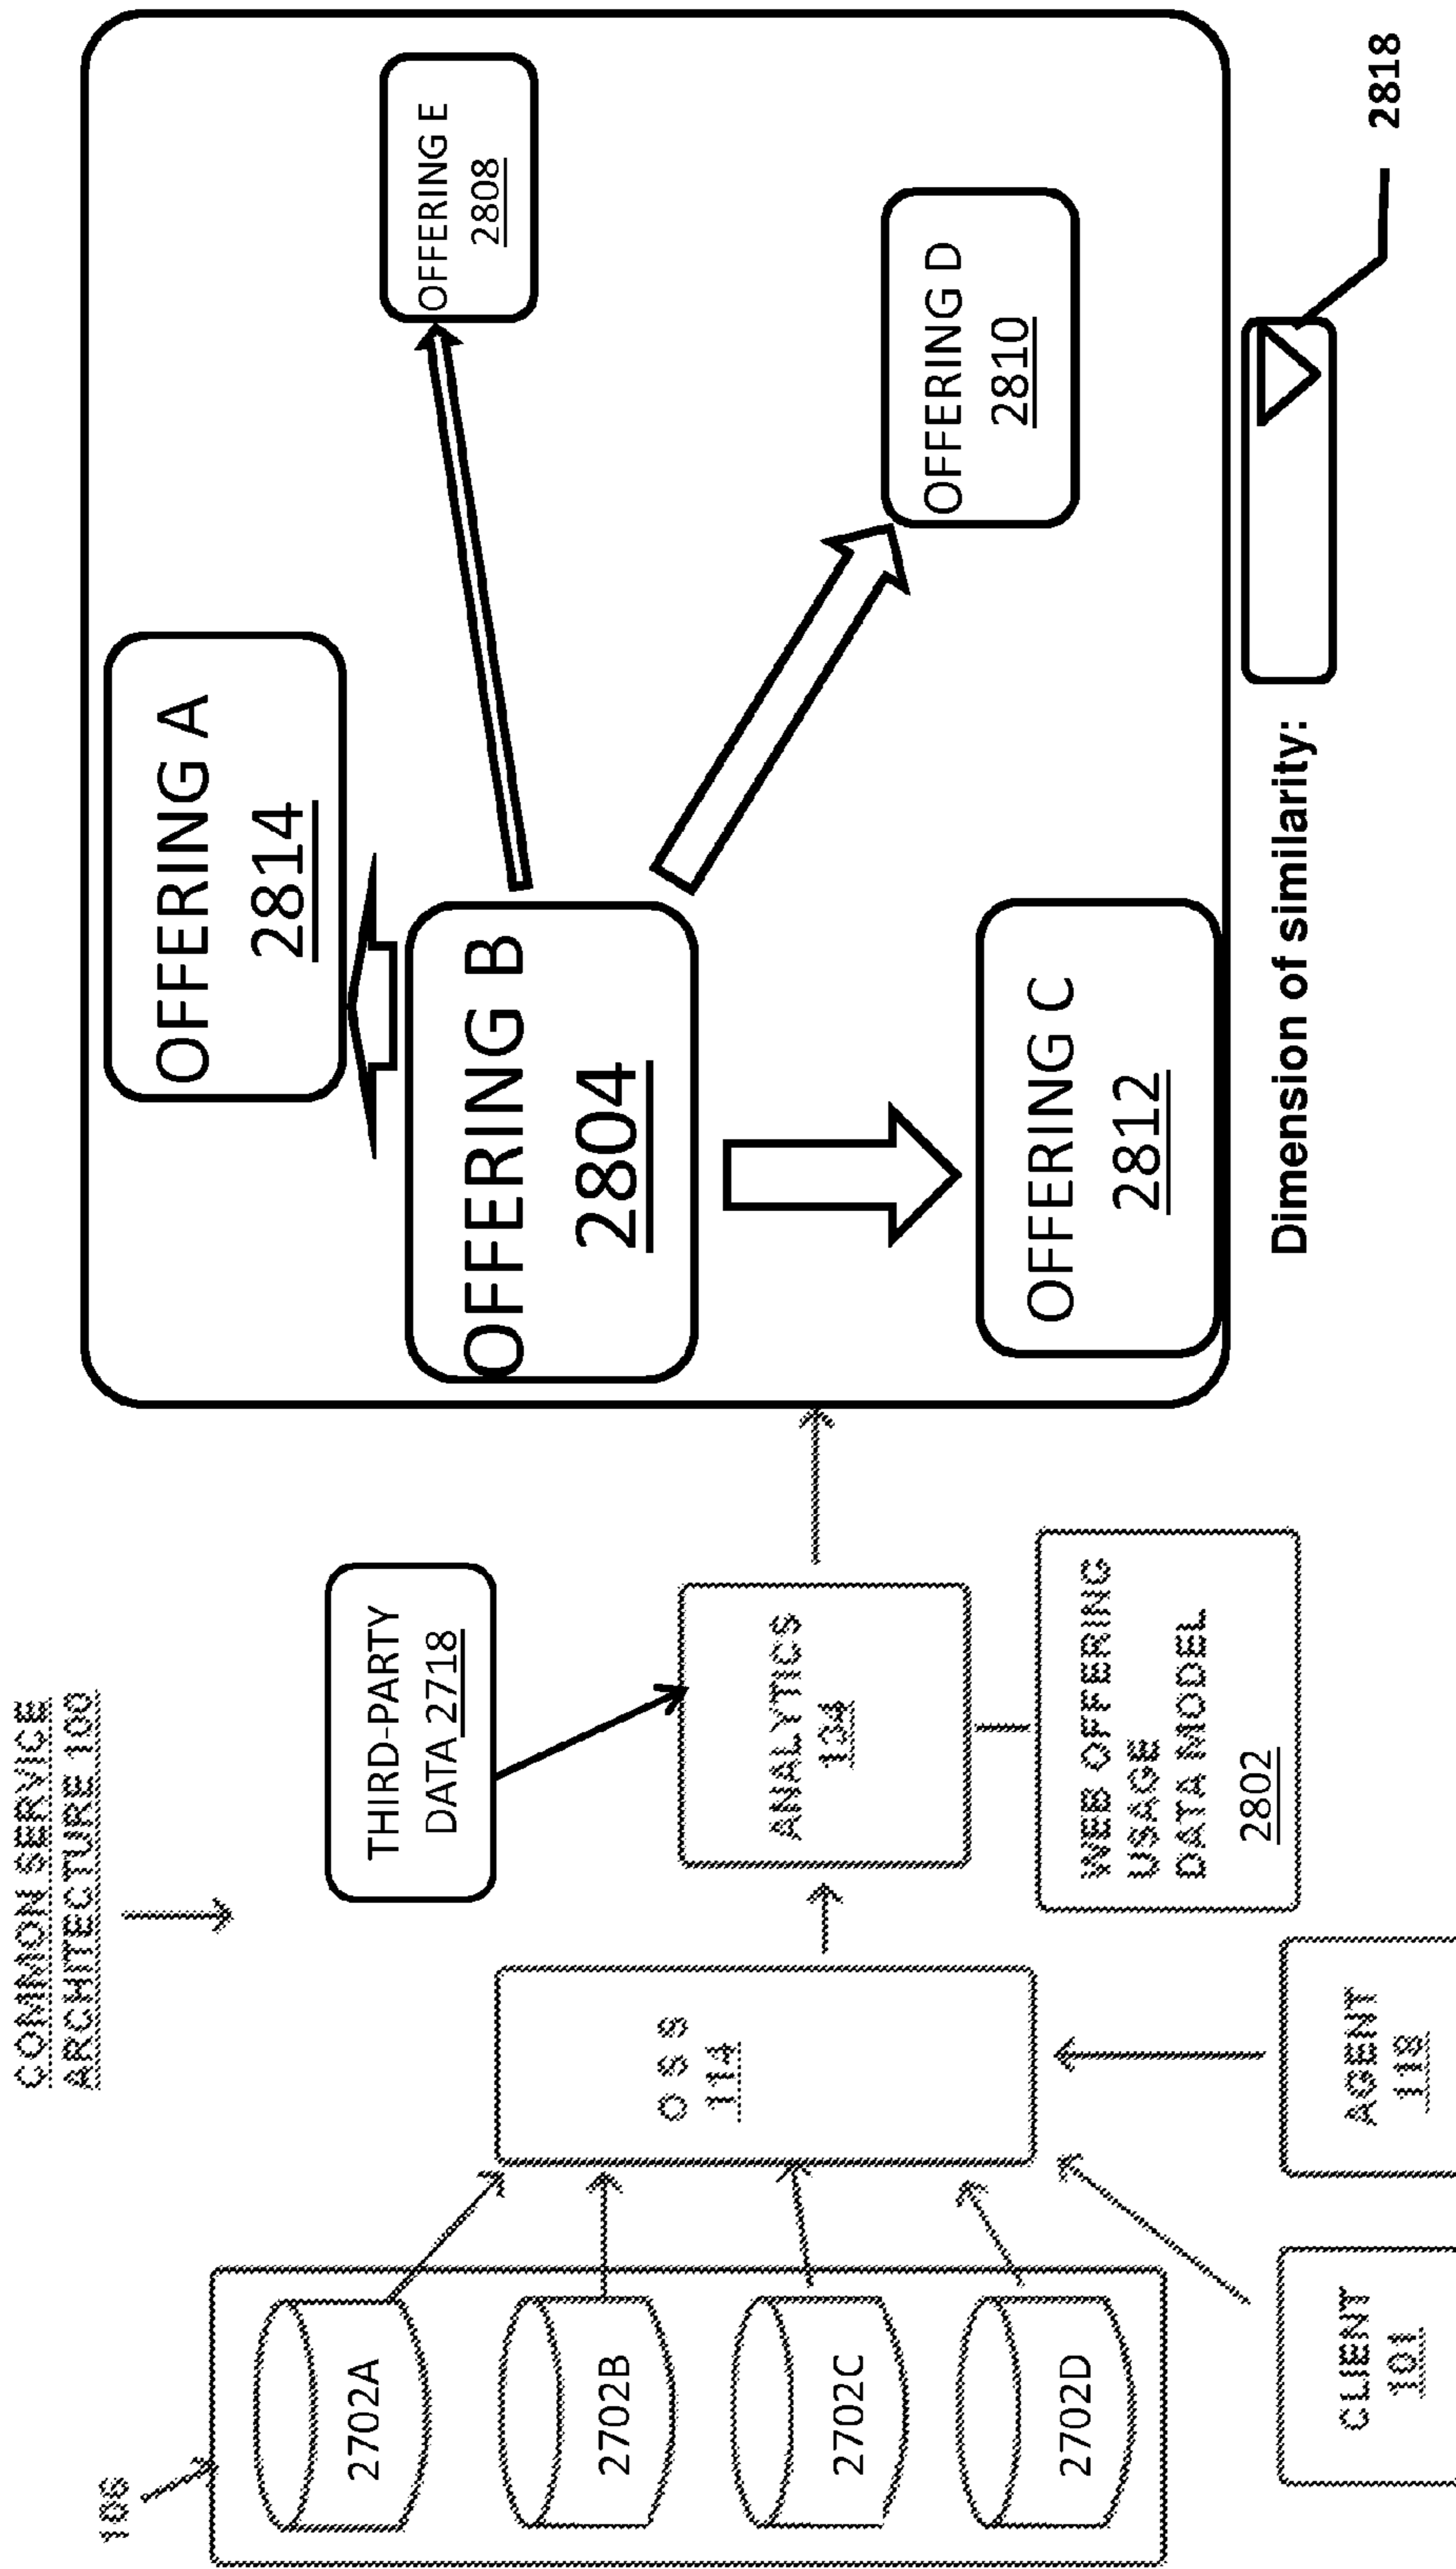 COMMON SERVICE
ARCHITECTURE 100
106
2702A
2702B
2702C
2702D
CLIENT
101
AGENT
118
O S S
114
THIRD-PARTY
DATA 2718
ANALYTICS
134
WEB OFFERING
USAGE
DATA MODEL
2802
OFFERING A
2814
OFFERING B
2804
OFFERING C
2812
OFFERING E
2808
OFFERING D
2810
Dimension of similarity:
2818